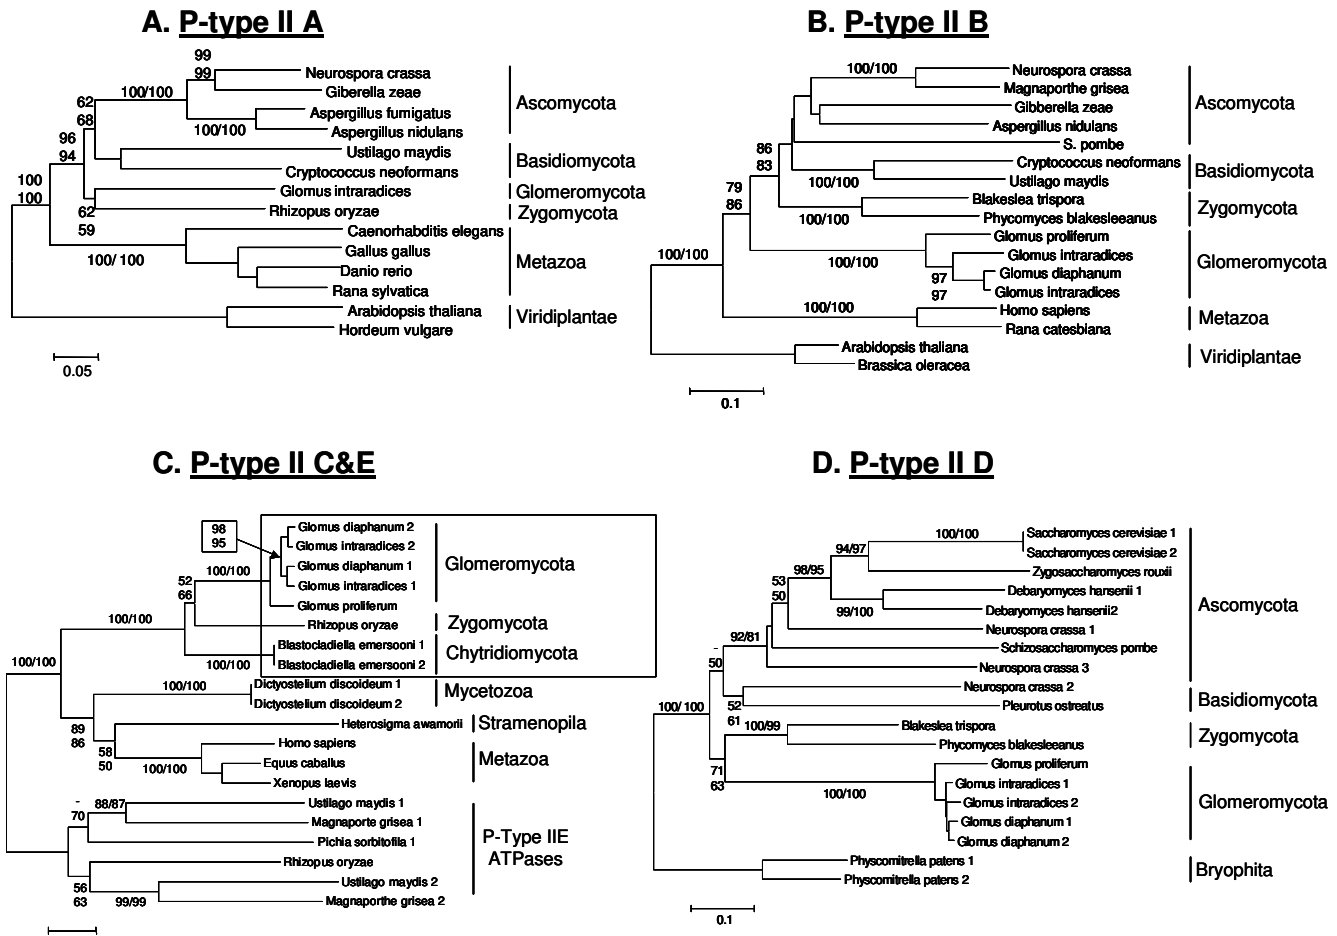 A. P-type II A
99
99
Neurospora crassa
Giberella zeae
100/100
62
68
Aspergillus fumigatus
100/100
Aspergillus nidulans
Ascomycota
96
94
Ustilago maydis
Cryptococcus neoformans
Basidiomycota
100
100
Glomus intraradices
Glomeromycota
62
59
Rhizopus oryzae
Zygomycota
Caenorhabditis elegans
Gallus gallus
100/ 100
Danio rerio
Rana sylvatica
Metazoa
Arabidopsis thaliana
Hordeum vulgare
Viridiplantae
0.05
B. P-type II B
100/100
Neurospora crassa
Magnaporthe grisea
Gibberella zeae
Aspergillus nidulans
S. pombe
Ascomycota
86
83
Cryptococcus neoformans
100/100
Ustilago maydis
Basidiomycota
79
86
Blakeslea trispora
100/100
Phycomyces blakesleeanus
Zygomycota
Glomus proliferum
100/100
Glomus intraradices
97
97
Glomus diaphanum
Glomus intraradices
Glomeromycota
100/100
100/100
Homo sapiens
Rana catesbiana
Metazoa
Arabidopsis thaliana
Brassica oleracea
Viridiplantae
0.1
C. P-type II C&E
98
95
Glomus diaphanum 2
Glomus intraradices 2
Glomus diaphanum 1
Glomus intraradices 1
Glomus proliferum
Glomeromycota
100/100
52
66
Rhizopus oryzae
Zygomycota
100/100
Blastocladiella emersooni 1
100/100
Blastocladiella emersooni 2
Chytridiomycota
100/100
100/100
Dictyostelium discoideum 1
Dictyostelium discoideum 2
Mycetozoa
89
86
Heterosigma awamorii
Stramenopila
58
50
Homo sapiens
100/100
Equus caballus
Xenopus laevis
Metazoa
-
70
88/87
Ustilago maydis 1
Magnaporte grisea 1
Pichia sorbitofila 1
Rhizopus oryzae
56
63
Ustilago maydis 2
99/99
Magnaporthe grisea 2
P-Type IIE
ATPases
D. P-type II D
100/100
Saccharomyces cerevisiae 1
Saccharomyces cerevisiae 2
94/97
Zygosaccharomyces rouxii
98/95
Debaryomyces hansenii 1
99/100
Debaryomyces hansenii2
53
50
Neurospora crassa 1
92/81
Schizosaccharomyces pombe
Neurospora crassa 3
Ascomycota
-
50
Neurospora crassa 2
52
61
Pleurotus ostreatus
Basidiomycota
100/ 100
100/99
Blakeslea trispora
Phycomyces blakesleeanus
Zygomycota
71
63
Glomus proliferum
100/100
Glomus intraradices 1
Glomus intraradices 2
Glomus diaphanum 1
Glomus diaphanum 2
Glomeromycota
Physcomitrella patens 1
Physcomitrella patens 2
Bryophita
0.1